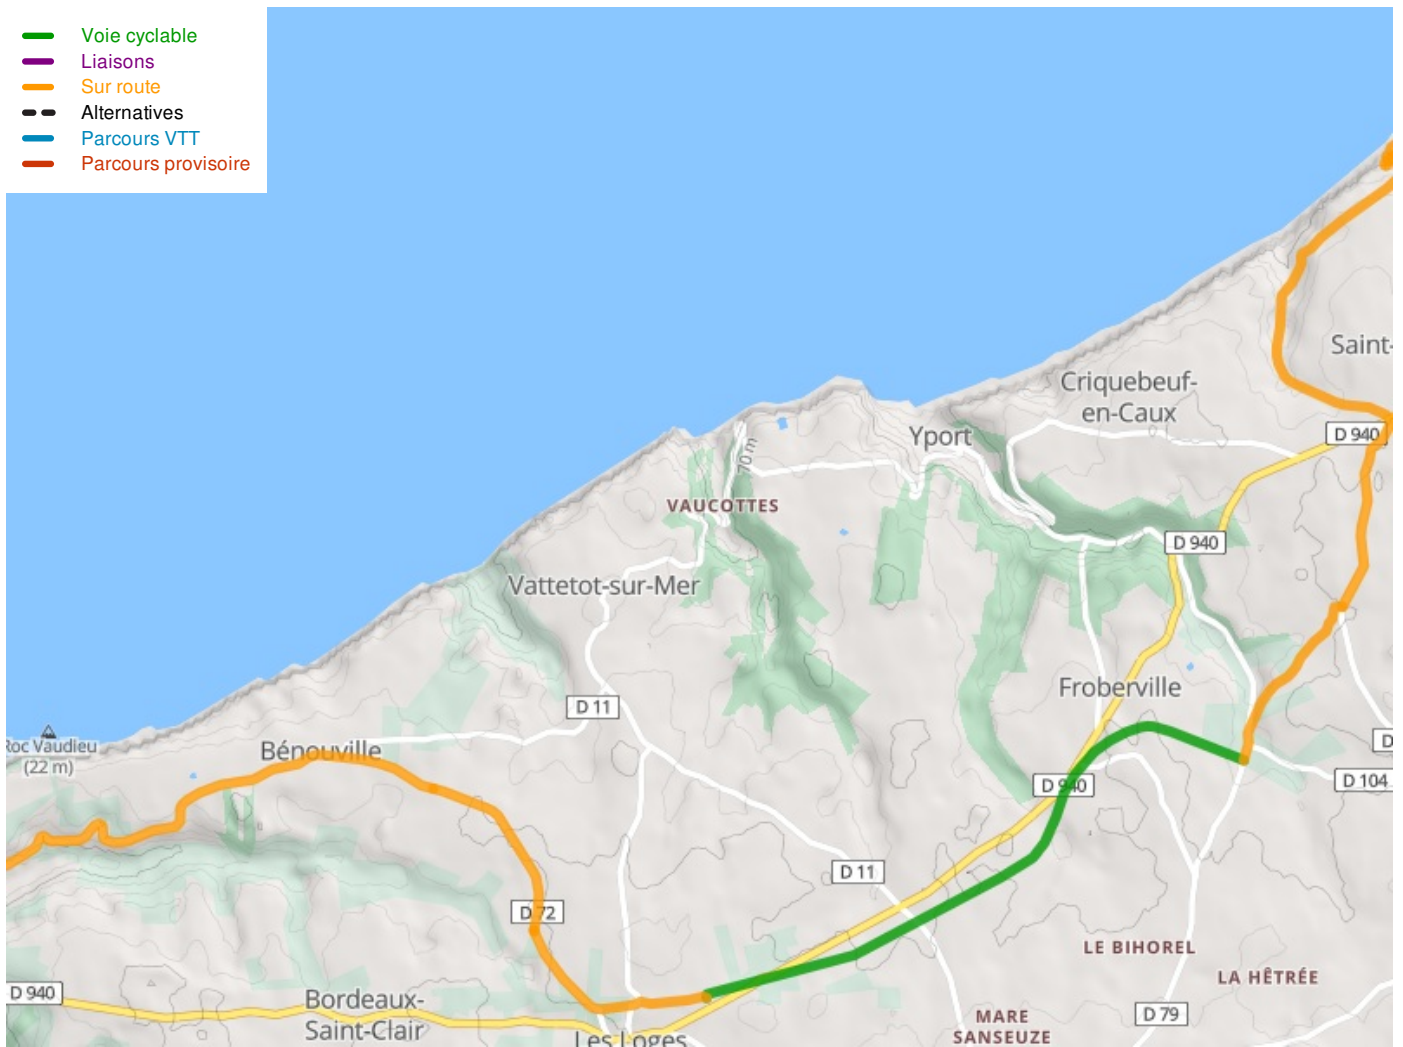 Voie cyclable
Liaisons
Sur route
Alternatives
Parcours VTT
Parcours provisoire
Saint-
Criquebeuf-
en-Caux
Yport
D 940
70 m
VAUCOTTES
D 940
Vattetot-sur-Mer
Froberville
D 11
Roc Vaudieu
(22 m)
Bénouville
D
D 940
D 104
D 11
D 72
LE BIHOREL
LA HÊTRÉE
D 940
Bordeaux-
Saint-Clair
D 79
MARE
SANSEUZE
Les Loges